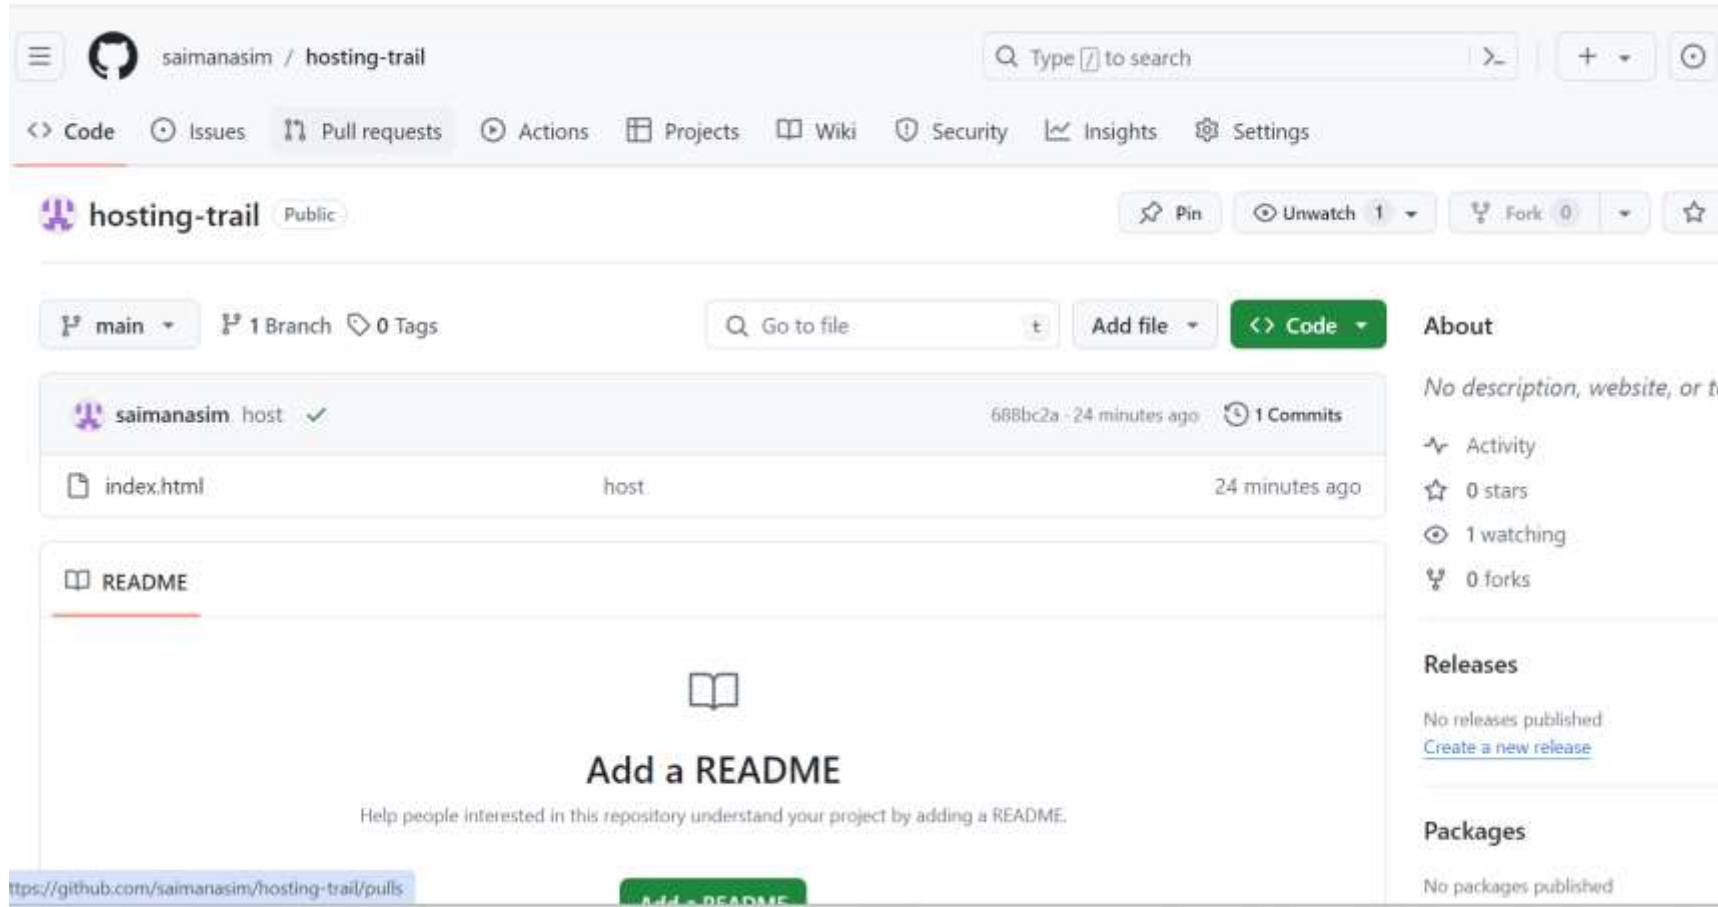 saimanasim / hosting-trail
Type / to search
Code Issues Pull requests Actions Projects Wiki Security Insights Settings
hosting-trail Public
Pin Unwatch 1 Fork 0
main 1 Branch 0 Tags
Go to file t Add file Code
About
saimanasim host
688bc2a · 24 minutes ago 1 Commits
No description, website, or
index.html host 24 minutes ago
Activity
0 stars
1 watching
0 forks
README
Releases
No releases published
Create a new release
Add a README
Help people interested in this repository understand your project by adding a README.
Packages
No packages published
ttps://github.com/saimanasim/hosting-trail/pulls
Add a README